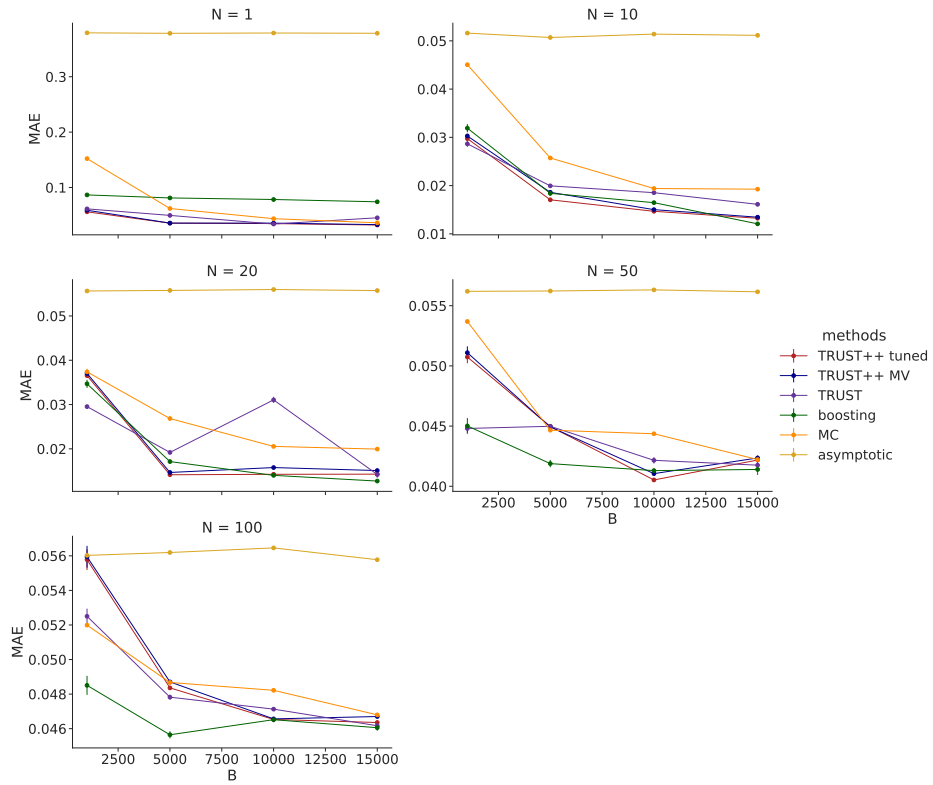 N = 1
MAE
0.3
0.2
0.1
N = 10
0.05
0.04
0.03
0.02
0.01
N = 20
MAE
0.05
0.04
0.03
0.02
N = 50
0.055
0.050
0.045
0.040
2500 5000 7500 10000 12500 15000
B
methods
TRUST++ tuned
TRUST++ MV
TRUST
boosting
MC
asymptotic
N = 100
MAE
0.056
0.054
0.052
0.050
0.048
0.046
2500 5000 7500 10000 12500 15000
B